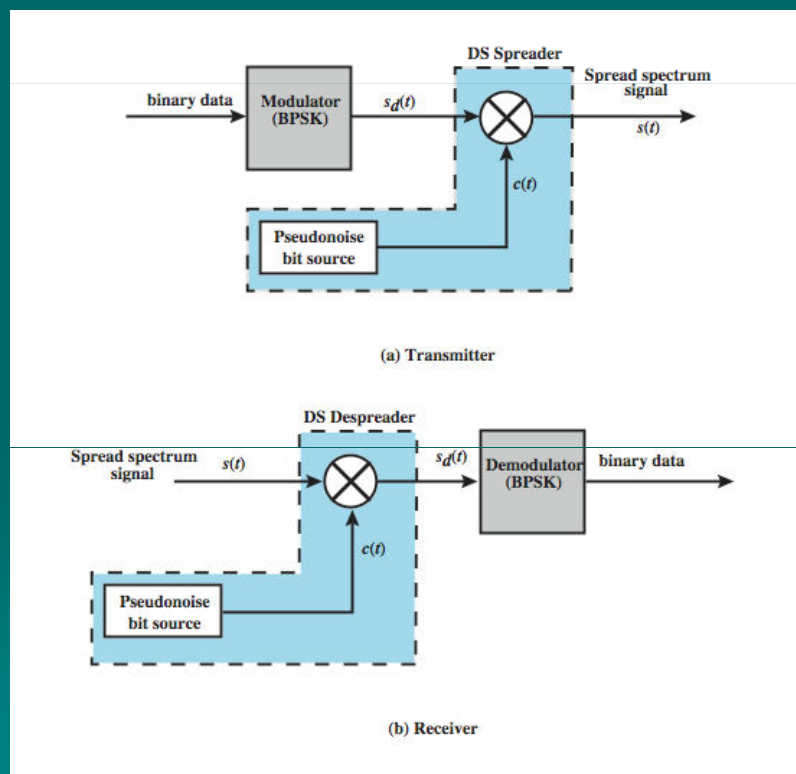 DS Spreader
Spread spectrum
signal
binary data
Modulator
(BPSK)
sd(t)
s(t)
c(t)
Pseudonoise
bit source
(a) Transmitter
DS Despreader
Spread spectrum
signal
s(t)
sd(t)
Demodulator
(BPSK)
binary data
c(t)
Pseudonoise
bit source
(b) Receiver